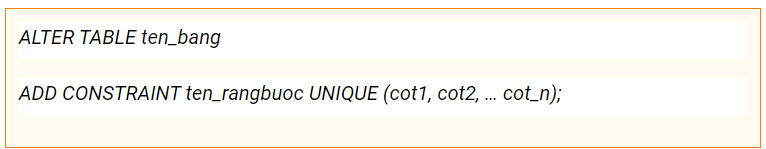 ALTER TABLE ten_bang
ADD CONSTRAINT ten_rangbuoc UNIQUE (cot1, cot2, … cot_n);